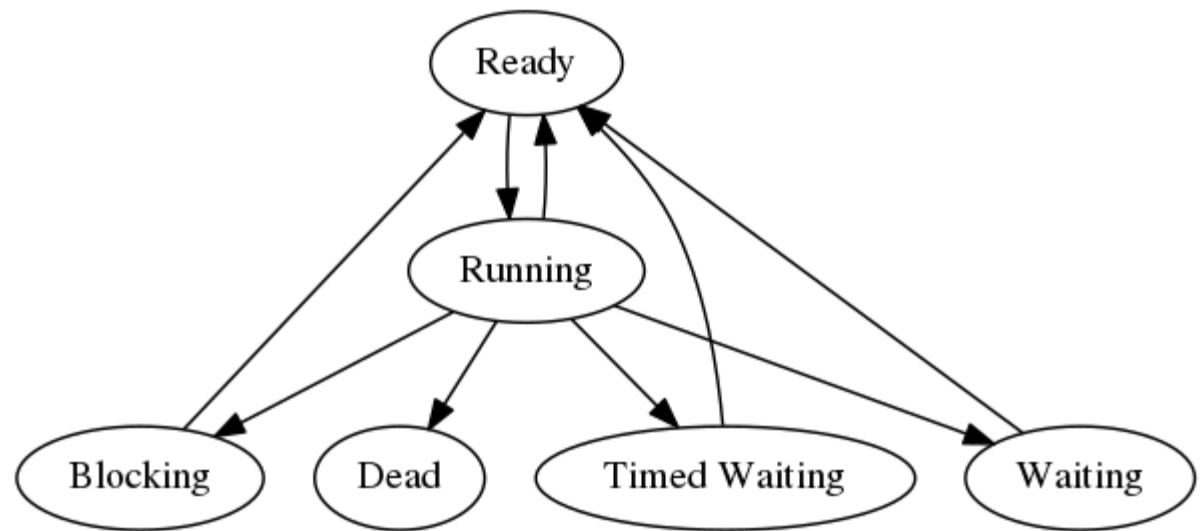 Ready
Running
Blocking
Dead
Timed Waiting
Waiting